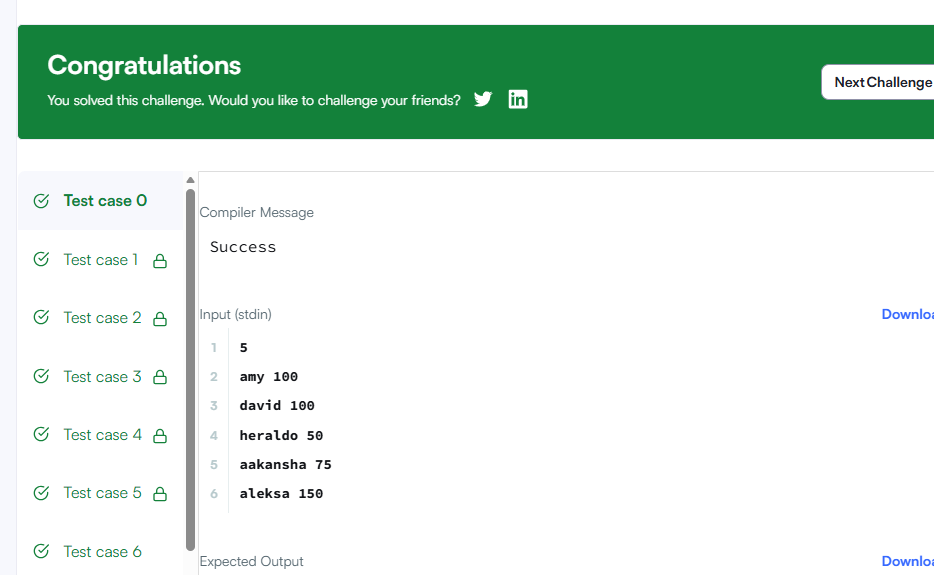 Congratulations
You solved this challenge. Would you like to challenge your friends?
Next Challenge
Test case 0
Test case 1
Test case 2
Test case 3
Test case 4
Test case 5
Test case 6
Compiler Message
Success
Input (stdin)
Downloa
1 5
2 amy 100
3 david 100
4 heraldo 50
5 aakansha 75
6 aleksa 150
Expected Output
Downloa